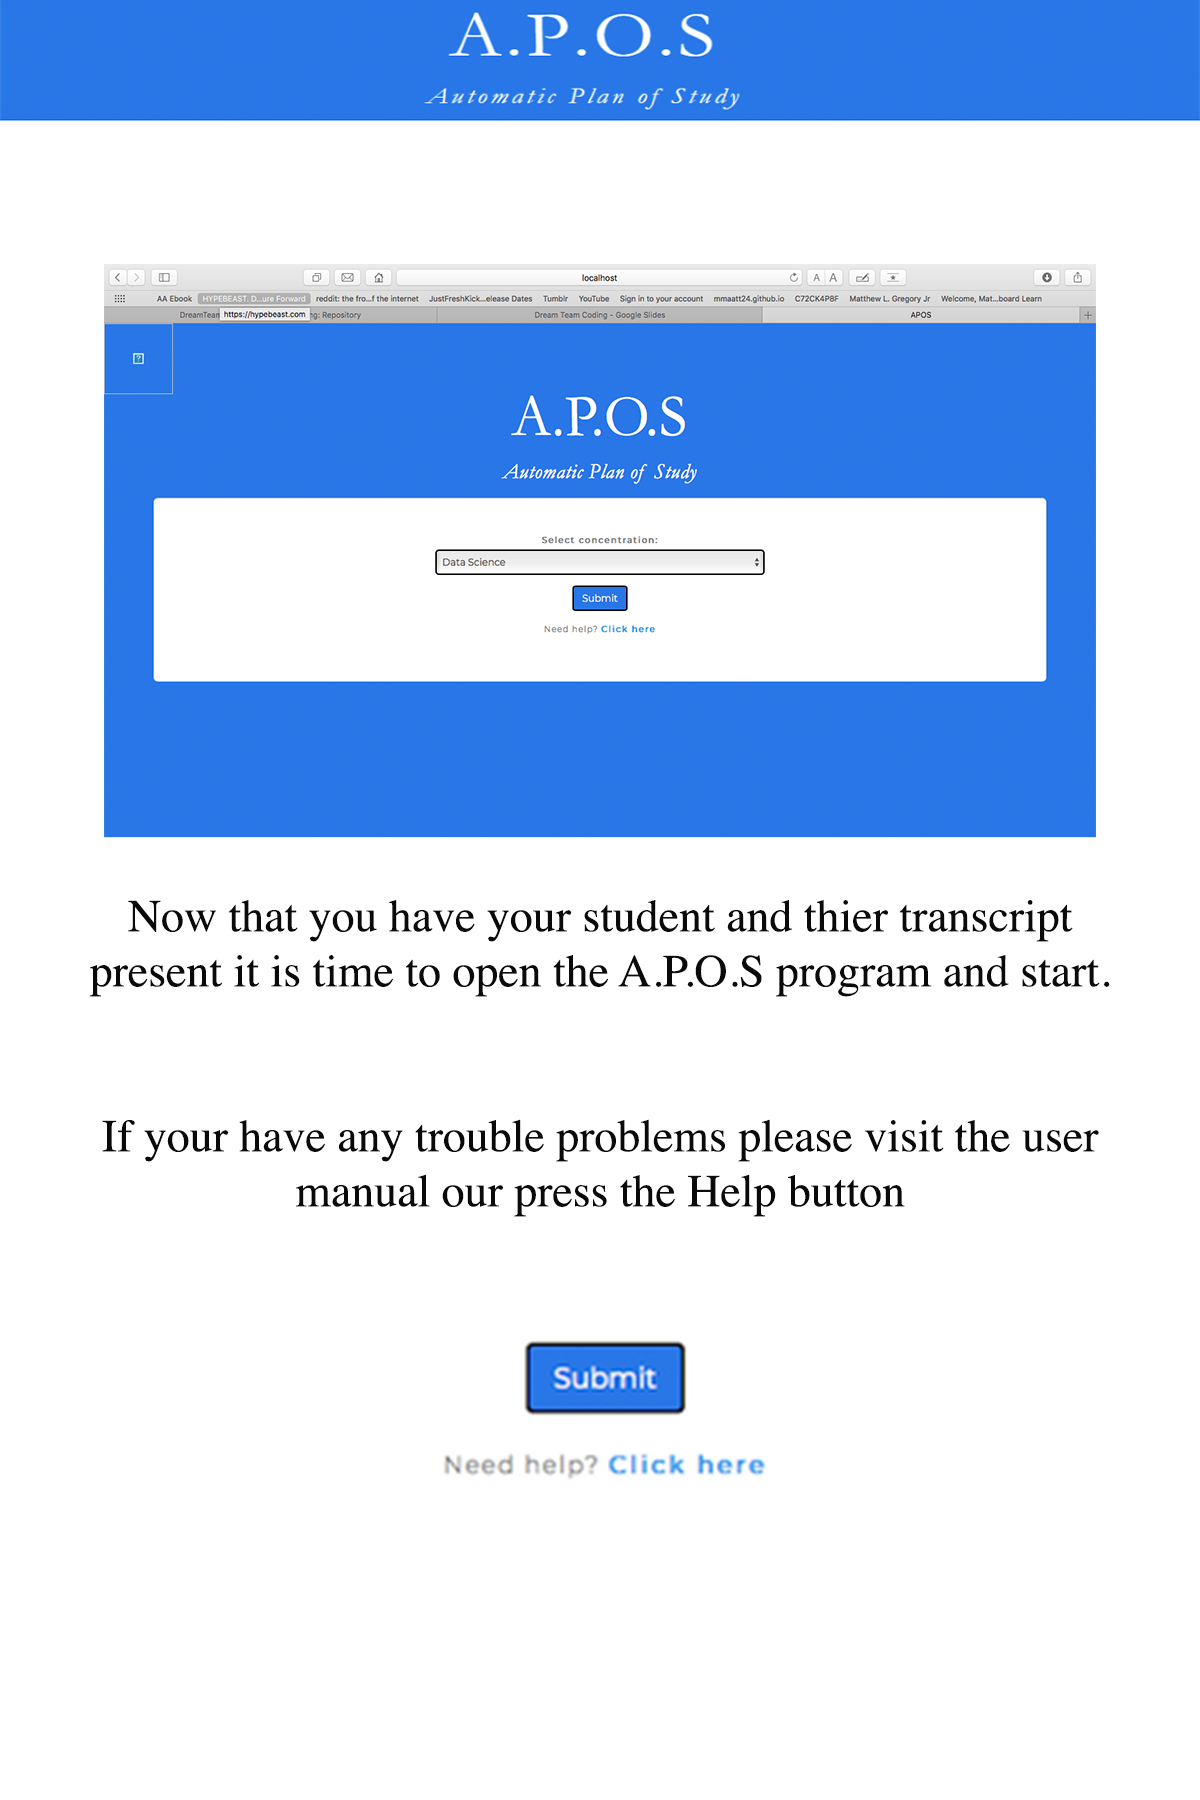 A.P.O.S
Automatic Plan of Study
localhost
A A
AA Ebook HYPEBEAST. D...ure Forward reddit: the fro...f the internet JustFreshKick...elease Dates Tumblr YouTube Sign in to your account mmaatt24.github.io C72CK4P8F Matthew L. Gregory Jr Welcome, Mat...board Learn
DreamTeam https://hypebeast.com ng: Repository Dream Team Coding - Google Slides APOS +
?
A.P.O.S
Automatic Plan of Study
Select concentration:
Data Science
Submit
Need help? Click here
Now that you have your student and thier transcript
present it is time to open the A.P.O.S program and start.
If your have any trouble problems please visit the user
manual our press the Help button
Submit
Need help? Click here